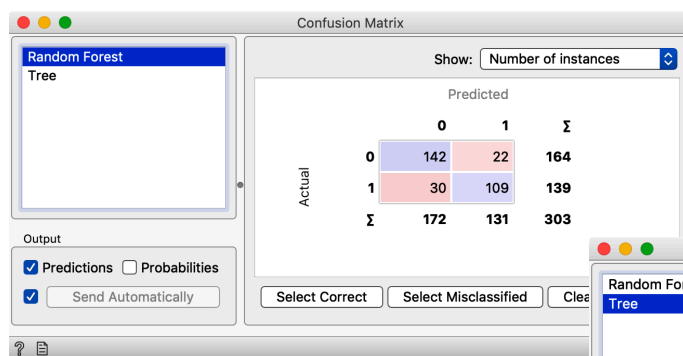 Confusion Matrix
Random Forest
Tree
Show: Number of instances
Predicted
0 1 Σ
Actual
0 142 22 164
1 30 109 139
Σ 172 131 303
Output
Predictions Probabilities
Send Automatically
Select Correct Select Misclassified Clea
Random Fo
Tree
?